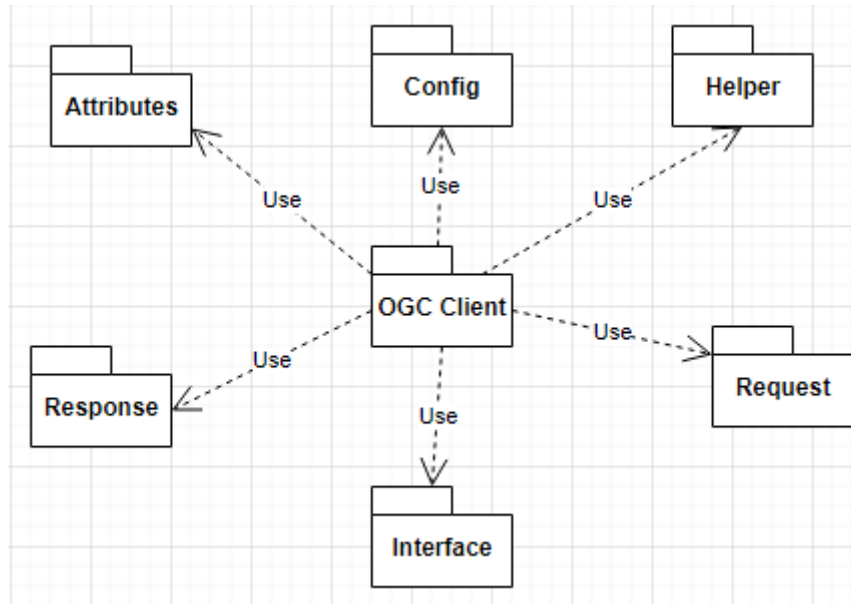 Config
Helper
Attributes
Use
Use
Use
OGC Client
Use
Use
Response
Request
Use
Interface